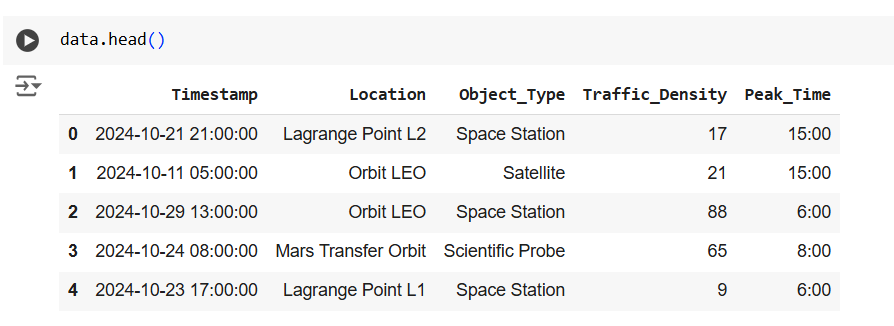 data.head()
Timestamp Location Object_Type Traffic_Density Peak_Time
0 2024-10-21 21:00:00 Lagrange Point L2 Space Station 17 15:00
1 2024-10-11 05:00:00 Orbit LEO Satellite 21 15:00
2 2024-10-29 13:00:00 Orbit LEO Space Station 88 6:00
3 2024-10-24 08:00:00 Mars Transfer Orbit Scientific Probe 65 8:00
4 2024-10-23 17:00:00 Lagrange Point L1 Space Station 9 6:00